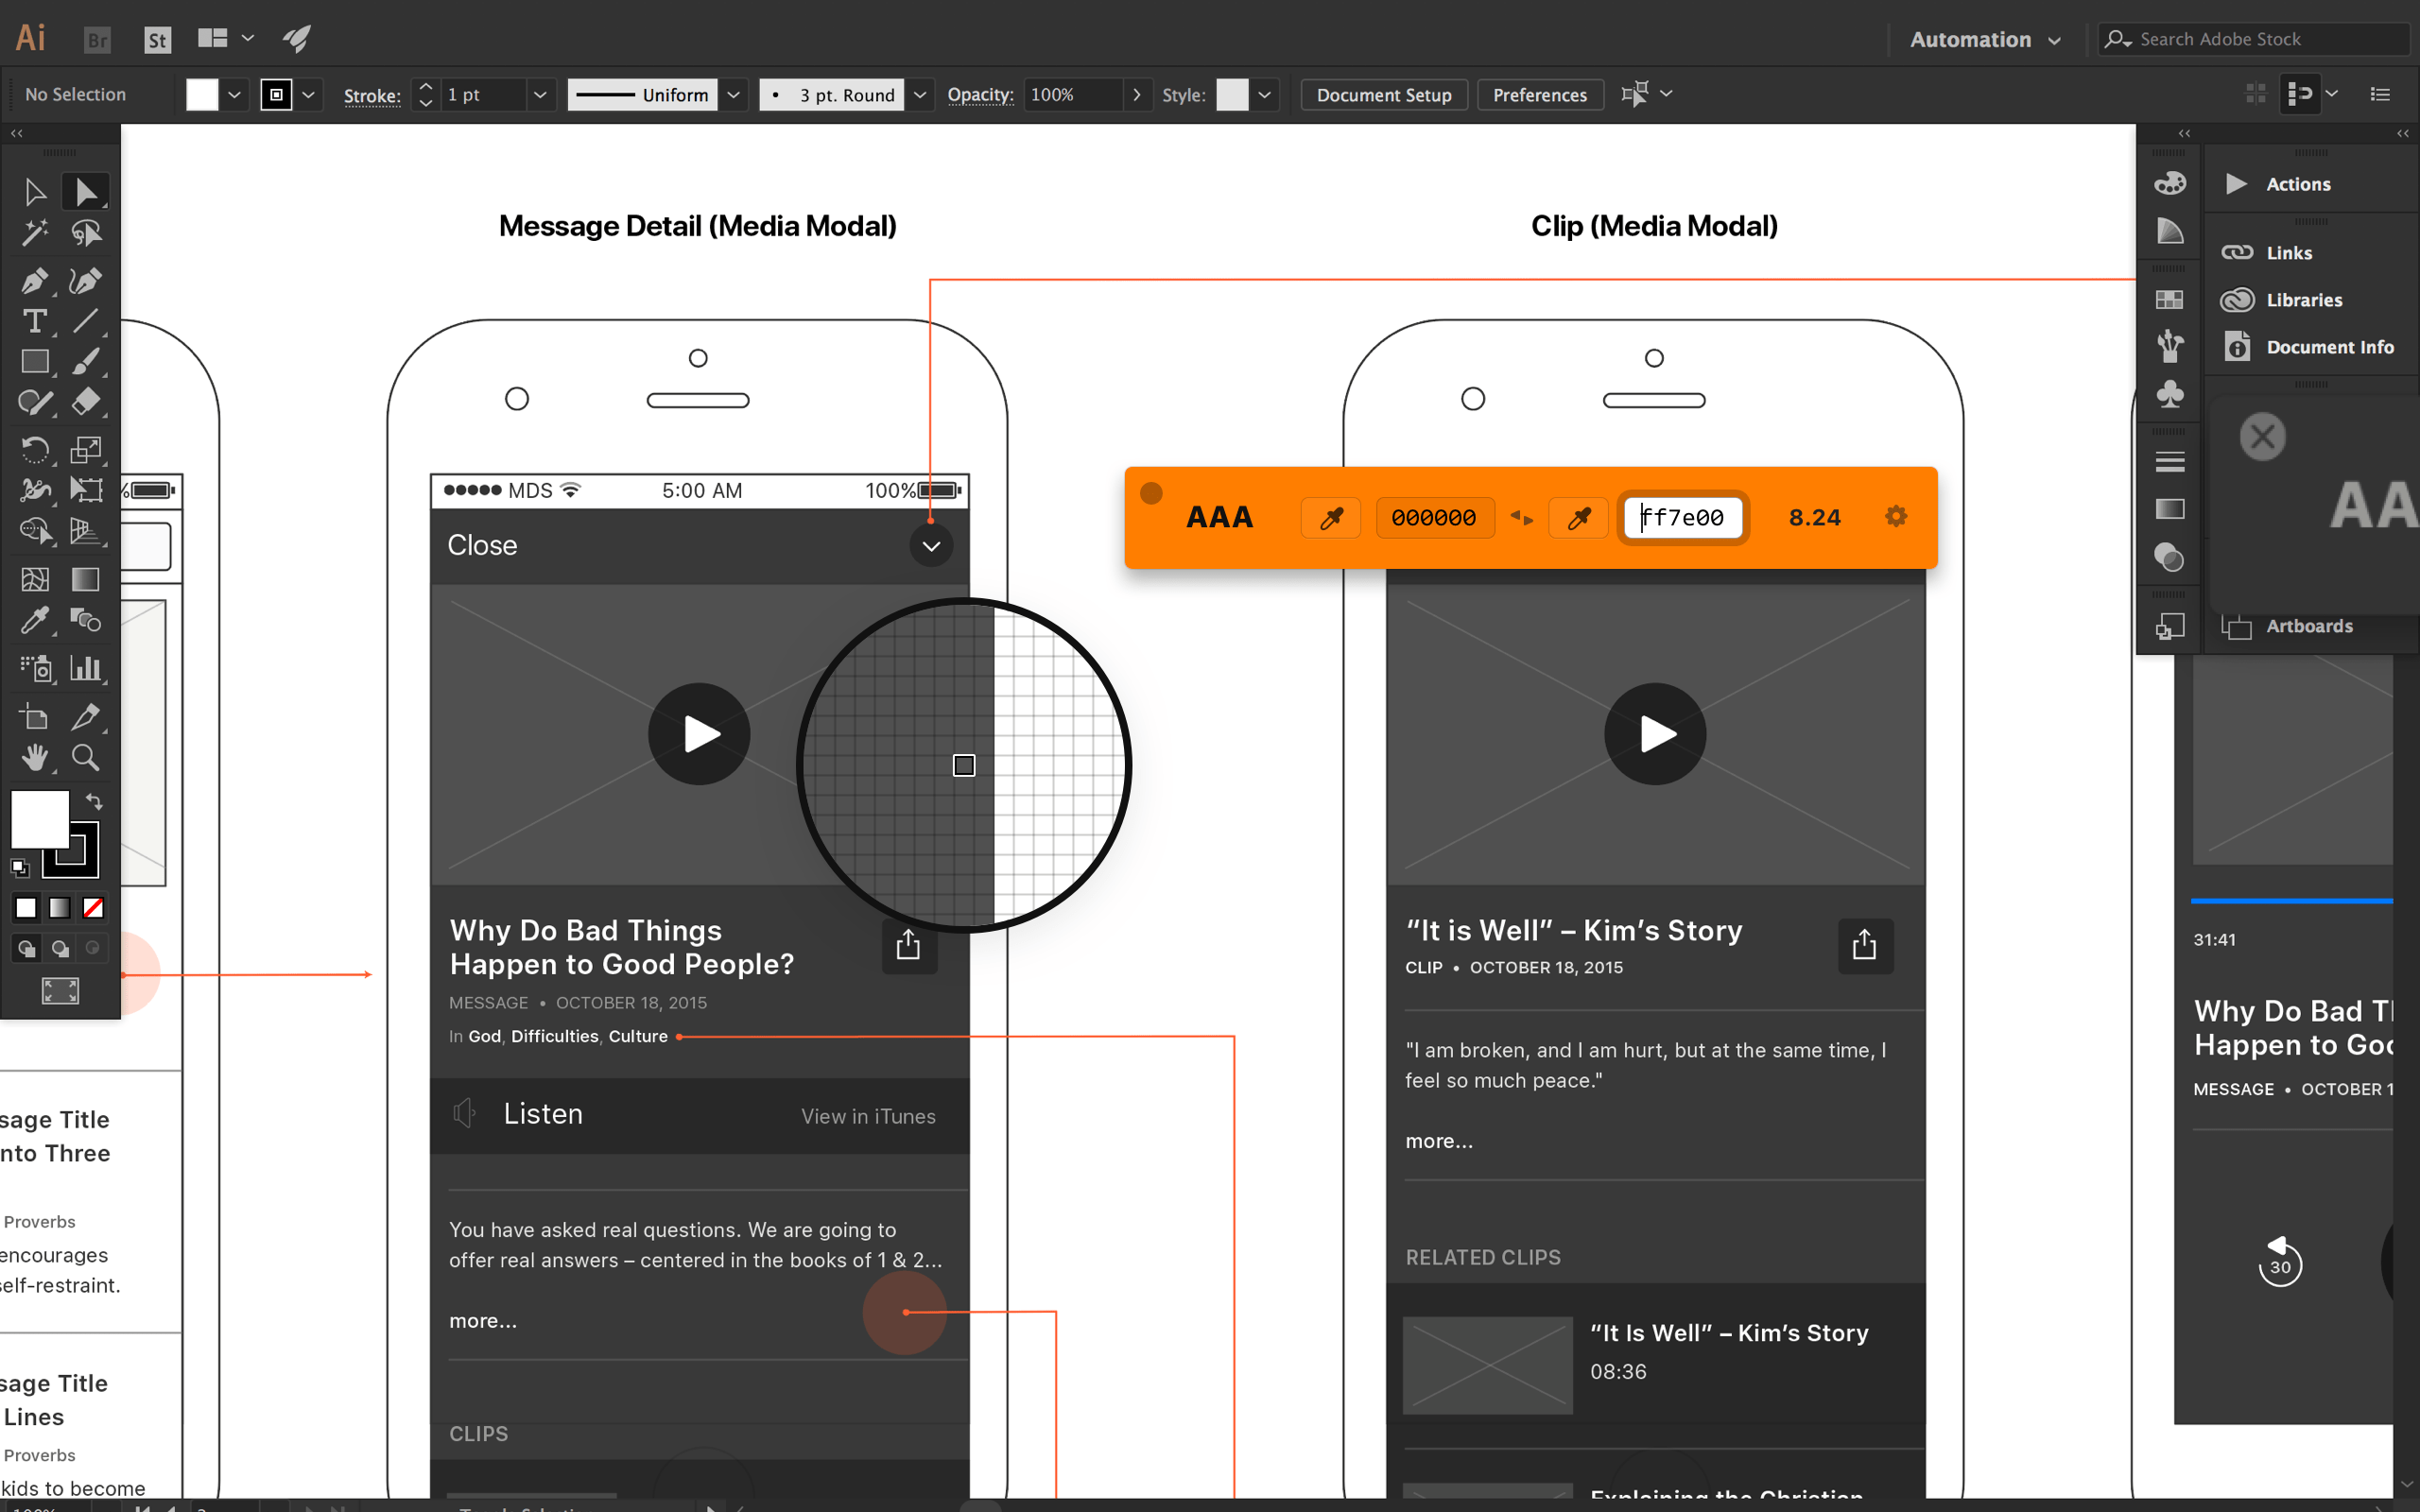 Ai
Br
St
Automation
Search Adobe Stock
No Selection
Stroke:
1 pt
Uniform
3 pt. Round
Opacity:
100%
Style:
Document Setup
Preferences
Actions
Links
Libraries
Document Info
AA
Artboards
Message Detail (Media Modal)
Clip (Media Modal)
MDS
5:00 AM
100%
%
Close
AAA
000000
ff7e00
8.24
Why Do Bad Things
Happen to Good People?
MESSAGE • OCTOBER 18, 2015
In God, Difficulties, Culture
Listen
View in iTunes
You have asked real questions. We are going to
offer real answers – centered in the books of 1 & 2...
more...
CLIPS
“It is Well” – Kim’s Story
CLIP • OCTOBER 18, 2015
"I am broken, and I am hurt, but at the same time, I
feel so much peace."
more...
RELATED CLIPS
“It Is Well” – Kim’s Story
08:36
Explaining the Christian
31:41
Why Do Bad T
Happen to Goo
MESSAGE • OCTOBER 1
30
sage Title
nto Three
Proverbs
encourages
self-restraint.
sage Title
Lines
Proverbs
kids to become